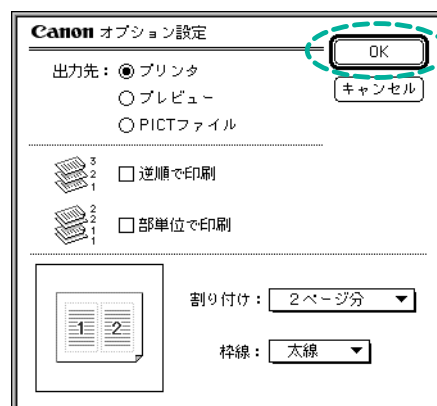 Canon オプション設定
OK
キャンセル
出力先： プリンタ
プレビュー
PICTファイル
3
2
1
逆順で印刷
2
2
1
1
部単位で印刷
割り付け： 2ページ分
1 2
枠線： 太線